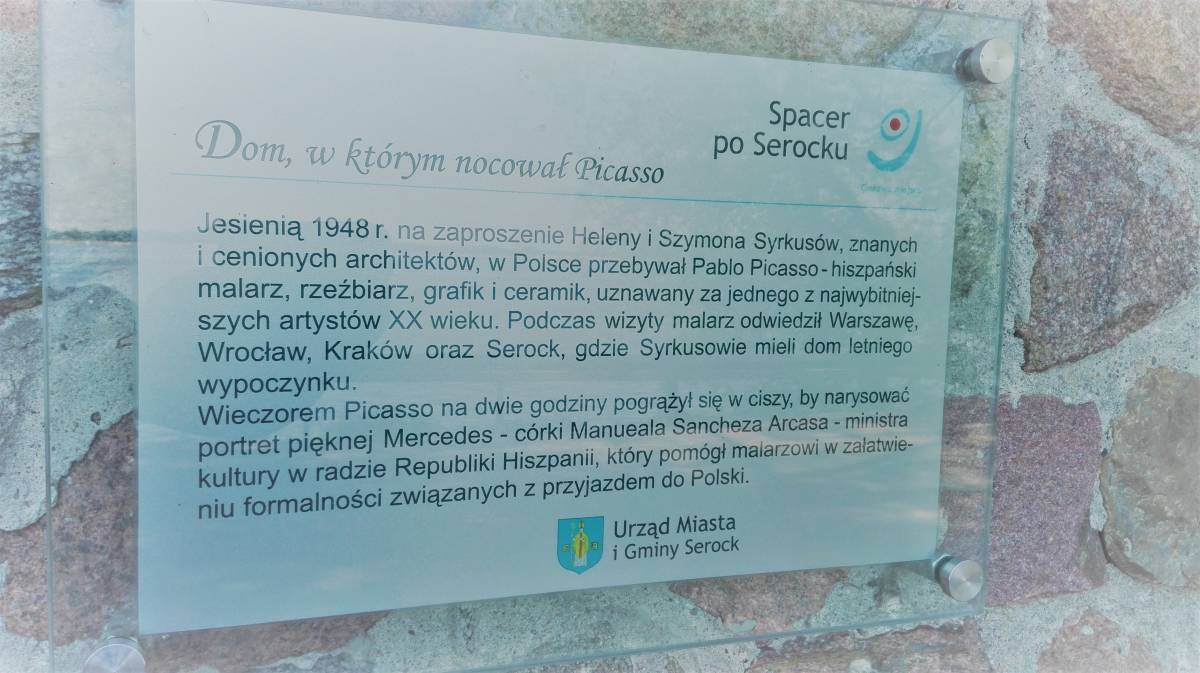 Spacer
po Serocku
Dom, w którym nocował Picasso
Jesienią 1948 r. na zaproszenie Heleny i Szymona Syrkusów, znanych
i cenionych architektów, w Polsce przebywał Pablo Picasso - hiszpański
malarz, rzeźbiarz, grafik i ceramik, uznawany za jednego z najwybitniej-
szych artystów XX wieku. Podczas wizyty malarz odwiedził Warszawę,
Wrocław, Kraków oraz Serock, gdzie Syrkusowie mieli dom letniego
wypoczynku.
Wieczorem Picasso na dwie godziny pogrążył się w ciszy, by narysować
portret pięknej Mercedes - córki Manueala Sancheza Arcasa - ministra
kultury w radzie Republiki Hiszpanii, który pomógł malarzowi w załatwie-
niu formalności związanych z przyjazdem do Polski.
Urząd Miasta
i Gminy Serock